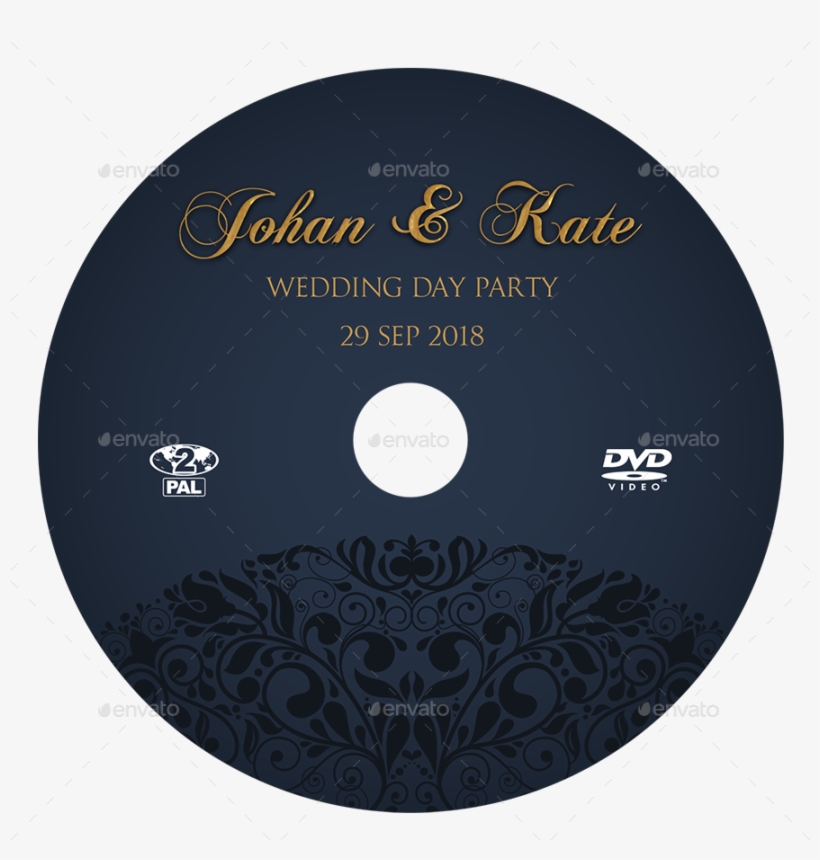 envato envato envato
Johan & Kate
WEDDING DAY PARTY
29 SEP 2018
envato envato envato
2
PAL
DVD
VIDEO™
envato envato envato